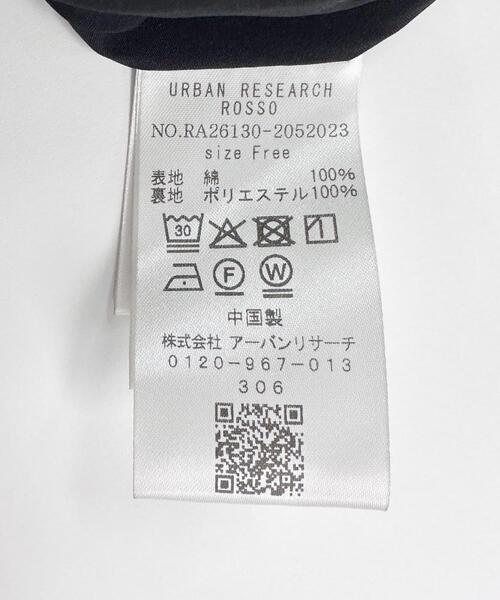 URBAN RESEARCH
ROSSO
NO.RA26130-2052023
size Free
表地 綿 100%
裏地 ポリエステル100%
30
F W
中国製
株式会社 アーバンリサーチ
0120-967-013
306